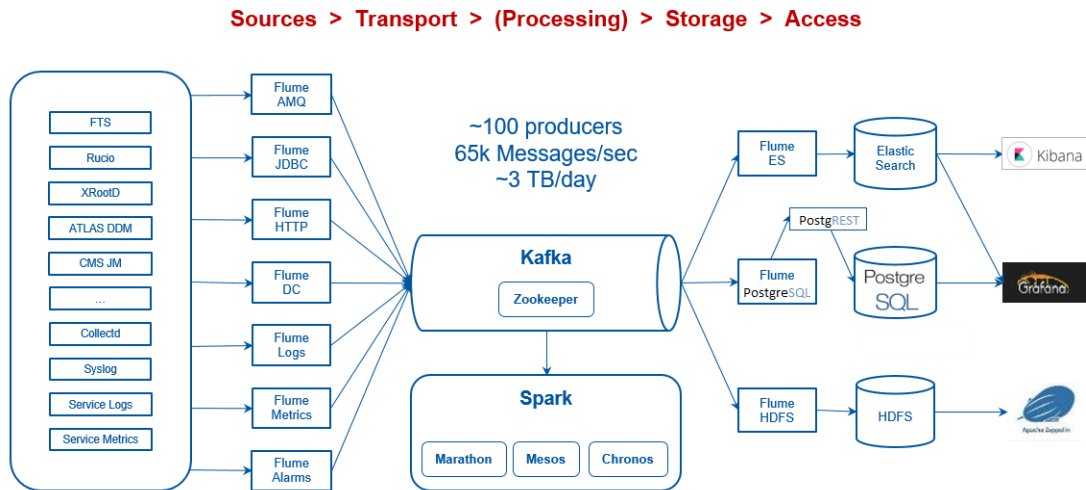 Sources > Transport > (Processing) > Storage > Access
FTS
Rucio
XRootD
ATLAS DDM
CMS JM
...
Collectd
Syslog
Service Logs
Service Metrics
Flume
AMQ
Flume
JDBC
Flume
HTTP
Flume
DC
Flume
Logs
Flume
Metrics
Flume
Alarms
~100 producers
65k Messages/sec
~3 TB/day
Kafka
Zookeeper
Spark
Marathon
Mesos
Chronos
Flume
ES
PostgREST
Flume
PostgreSQL
Flume
HDFS
Elastic
Search
Postgre
SQL
HDFS
Kibana
Grafana
Apache Zeppelin